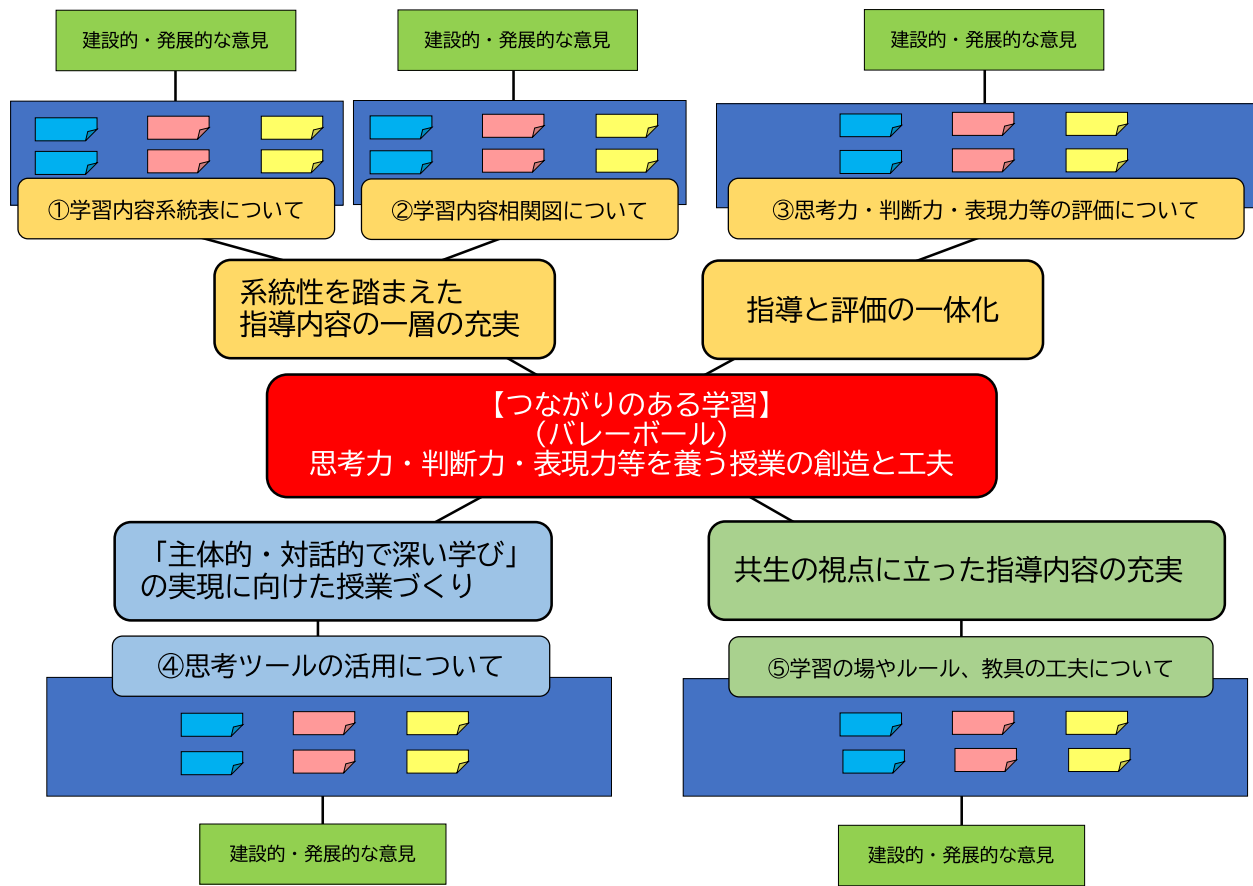 建設的・発展的な意見
建設的・発展的な意見
建設的・発展的な意見
①学習内容系統表について
②学習内容相関図について
③思考力・判断力・表現力等の評価について
系統性を踏まえた
指導内容の一層の充実
指導と評価の一体化
【つながりのある学習】
（バレーボール）
思考力・判断力・表現力等を養う授業の創造と工夫
「主体的・対話的で深い学び」
の実現に向けた授業づくり
共生の視点に立った指導内容の充実
④思考ツールの活用について
⑤学習の場やルール、教具の工夫について
建設的・発展的な意見
建設的・発展的な意見